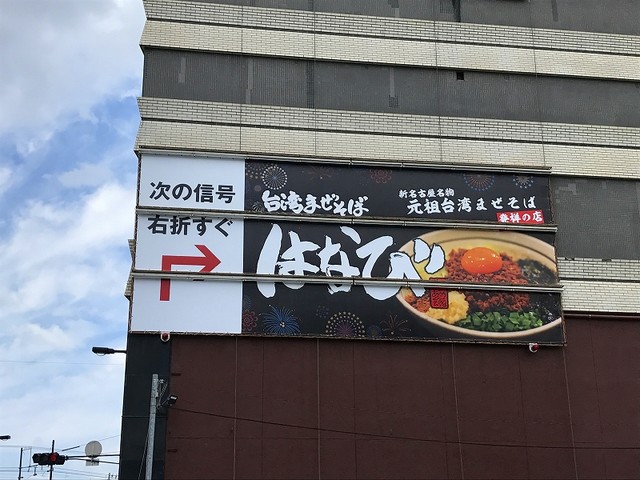 次の信号
右折すぐ
台湾まぜそば
はなび
新名古屋名物
元祖台湾まぜそば
発祥の店